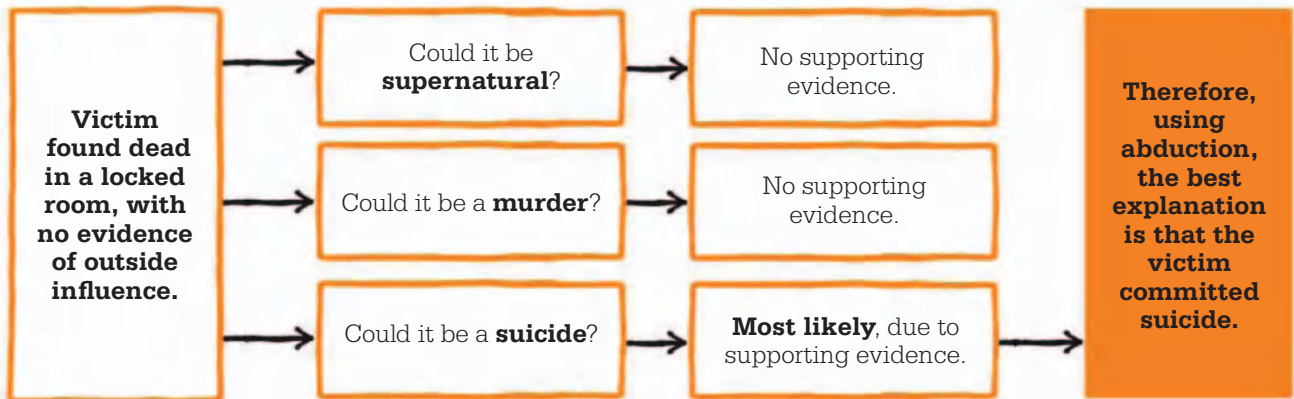 Victim
found dead
in a locked
room, with
no evidence
of outside
influence.
Could it be
supernatural?
No supporting
evidence.
Could it be a murder?
No supporting
evidence.
Could it be a suicide?
Most likely, due to
supporting evidence.
Therefore,
using
abduction,
the best
explanation
is that the
victim
committed
suicide.